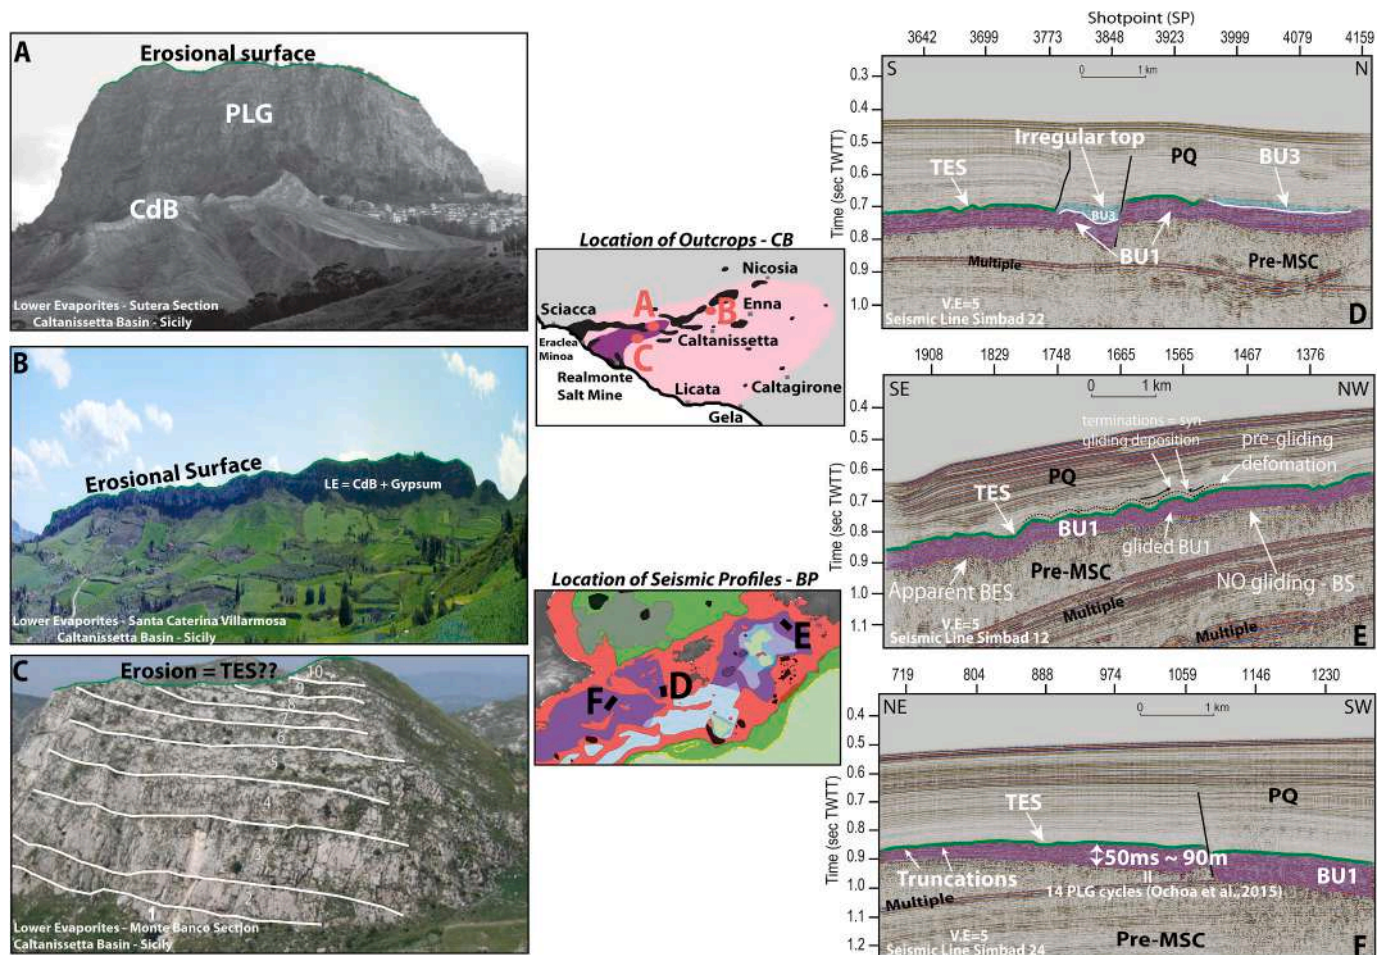 A
Erosional surface
PLG
CdB
Lower Evaporites - Sutera Section
Caltanissetta Basin - Sicily
B
Erosional Surface
LE = CdB + Gypsum
Lower Evaporites - Santa Caterina Villarmosa
Caltanissetta Basin - Sicily
C
Erosion = TES??
10
9
8
7
6
5
4
3
2
1
Lower Evaporites - Monte Banco Section
Caltanissetta Basin - Sicily
Location of Outcrops - CB
Nicosia
A
B
Enna
Sciacca
Eraclea
Minoa
C
Caltanissetta
Realmonte
Salt Mine
Licata
Caltagirone
Gela
Location of Seismic Profiles - BP
E
D
F
Shotpoint (SP)
3642 3699 3773 3848 3923 3999 4079 4159
S
N
0 1 km
Time (sec TWTT)
0.3
0.4
0.5
0.6
0.7
0.8
0.9
1.0
Irregular top
PQ
TES
BU3
BU3
BU1
Multiple
Pre-MSC
V.E=5
Seismic Line Simbad 22
D
1908 1829 1748 1665 1565 1467 1376
SE
NW
0 1 km
Time (sec TWTT)
0.4
0.5
0.6
0.7
0.8
0.9
1.0
1.1
terminations = syn
gliding deposition
pre-gliding
defomation
PQ
TES
BU1
glided BU1
Pre-MSC
Apparent BES
NO gliding - BS
Multiple
Multiple
V.E=5
Seismic Line Simbad 12
E
719 804 888 974 1059 1146 1230
NE
SW
0 1 km
Time (sec TWTT)
0.4
0.5
0.6
0.7
0.8
0.9
1.0
1.1
1.2
TES
PQ
50ms ~ 90m
=
14 PLG cycles (Ochoa et al.,2015)
Truncations
BU1
Multiple
V.E=5
Seismic Line Simbad 24
Pre-MSC
F